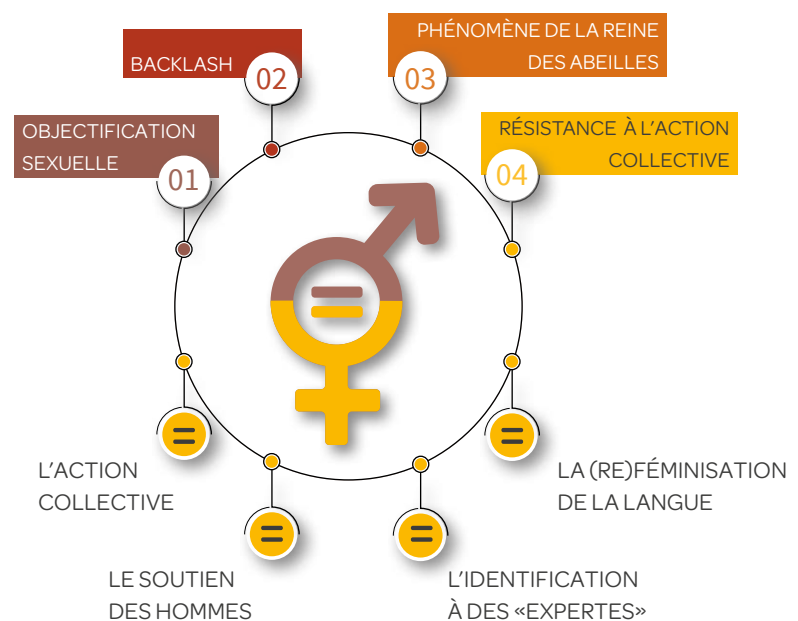 PHÉNOMÈNE DE LA REINE
DES ABEILLES
BACKLASH
02
03
OBJECTIFICATION
SEXUELLE
01
RÉSISTANCE À L'ACTION
COLLECTIVE
04
L'ACTION
COLLECTIVE
LA (RE)FÉMINISATION
DE LA LANGUE
LE SOUTIEN
DES HOMMES
L'IDENTIFICATION
À DES «EXPERTES»